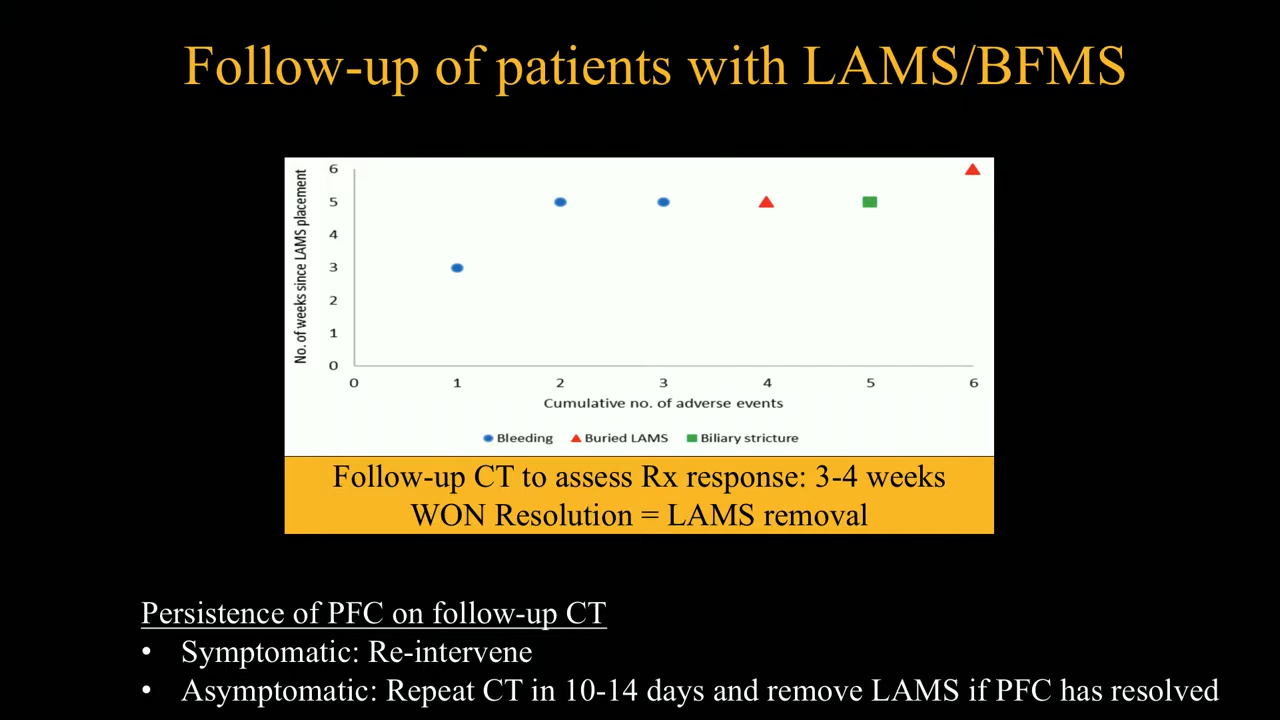 Follow-up of patients with LAMS/BFMS
No. of weeks since LAMS placement
6
5
4
3
2
1
0
0 1 2 3 4 5 6
Cumulative no. of adverse events
Bleeding Buried LAMS Biliary stricture
Follow-up CT to assess Rx response: 3-4 weeks
WON Resolution = LAMS removal
Persistence of PFC on follow-up CT
• Symptomatic: Re-intervene
• Asymptomatic: Repeat CT in 10-14 days and remove LAMS if PFC has resolved